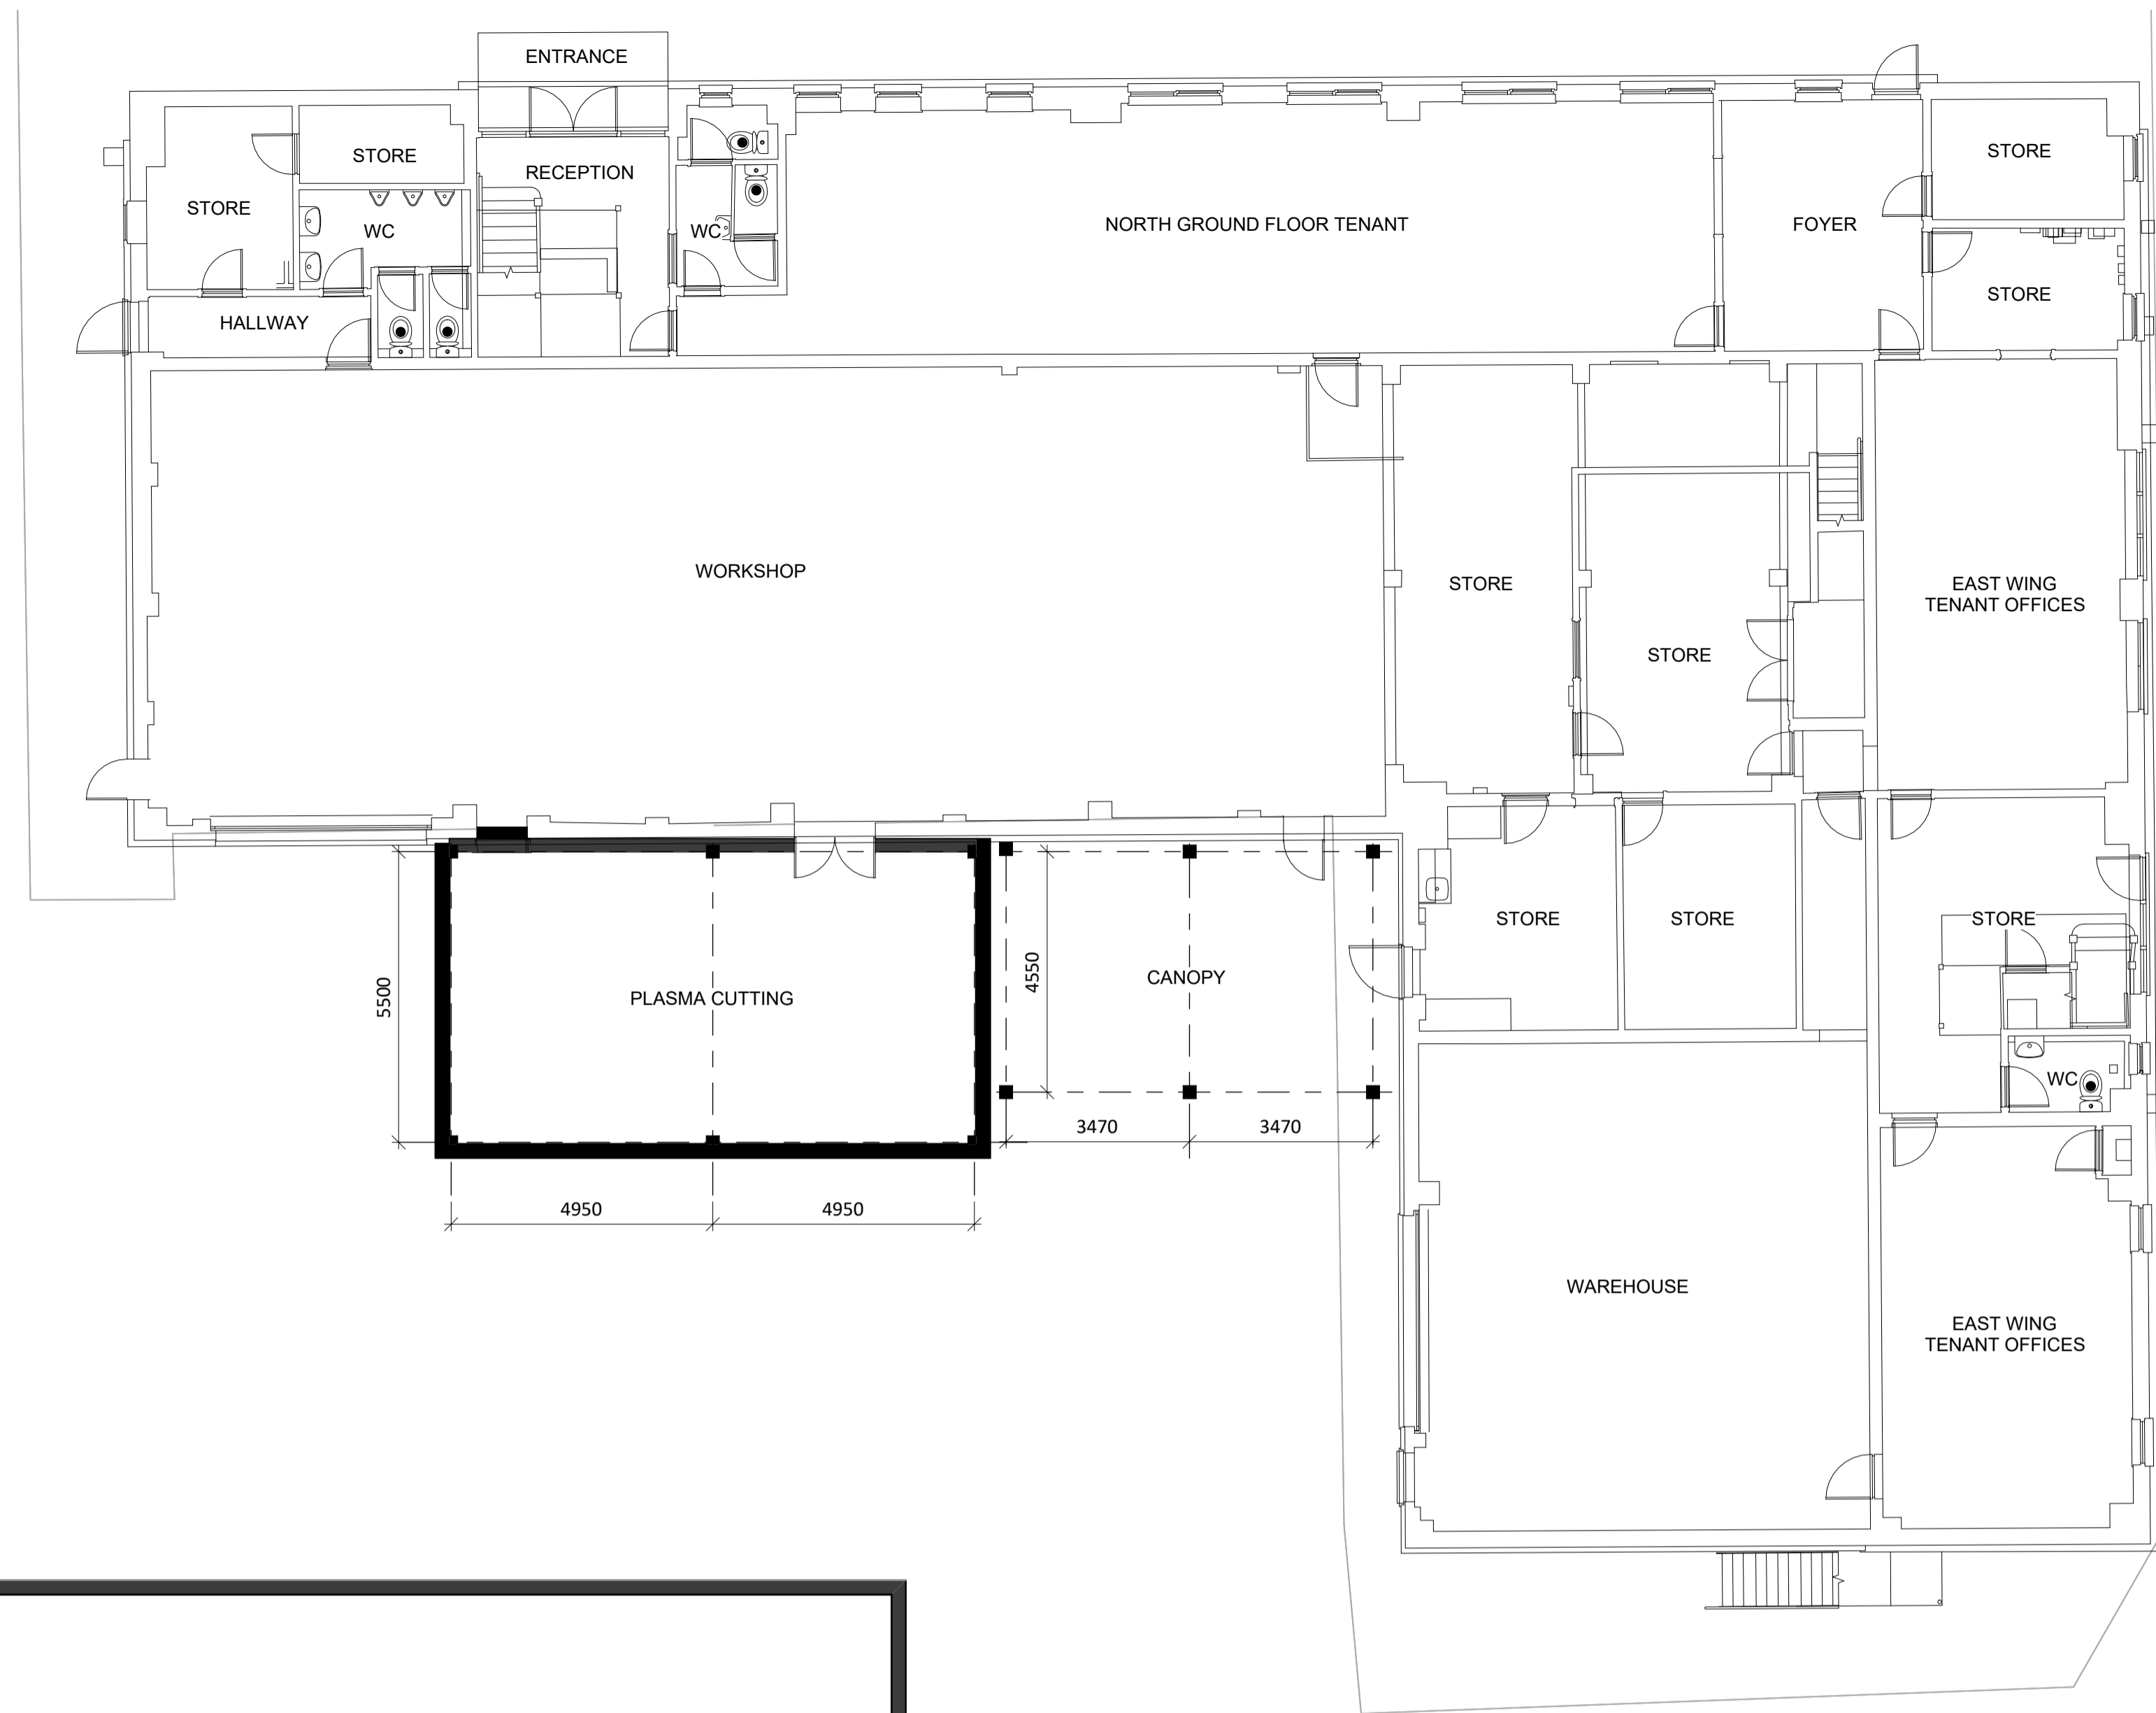 ENTRANCE
STORE
STORE
RECEPTION
STORE
WC
WC
NORTH GROUND FLOOR TENANT
FOYER
STORE
HALLWAY
WORKSHOP
STORE
STORE
EAST WING
TENANT OFFICES
STORE
STORE
STORE
5500
PLASMA CUTTING
4550
CANOPY
WC
3470
3470
4950
4950
WAREHOUSE
EAST WING
TENANT OFFICES